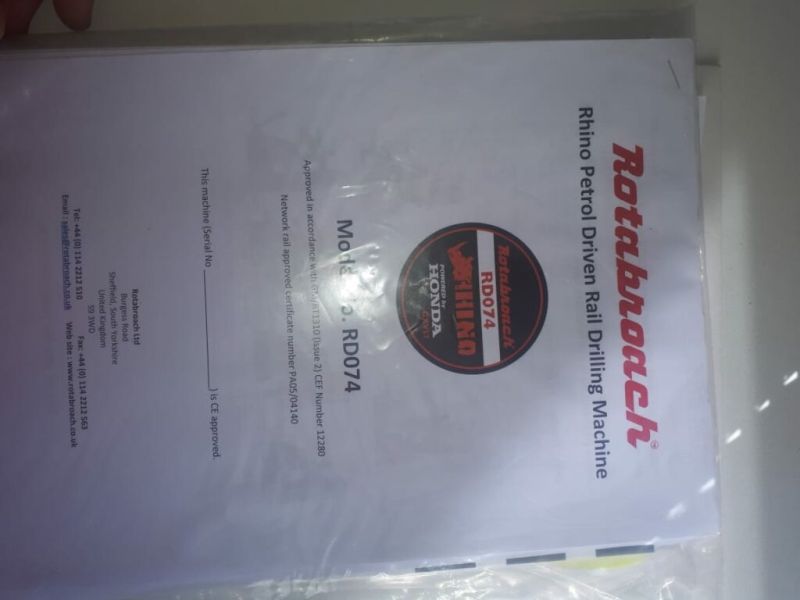 Rotabroach®
Rhino Petrol Driven Rail Drilling Machine
Rotabroach
RD074
RHINO
POWERED by
HONDA
Model No. RD074
Approved in accordance with (Issue 2) CEF Number 12280
Network rail approved certificate number PA05/04140
This machine (Serial No ) is CE approved.
Rotabroach Ltd
Burgess Road
Sheffield, South Yorkshire
United Kingdom
S9 3WD
Tel: +44 (0) 114 2212 510 Fax: +44 (0) 114 2212 563
Email : sales@rotabroach.co.uk Web site : www.rotabroach.co.uk